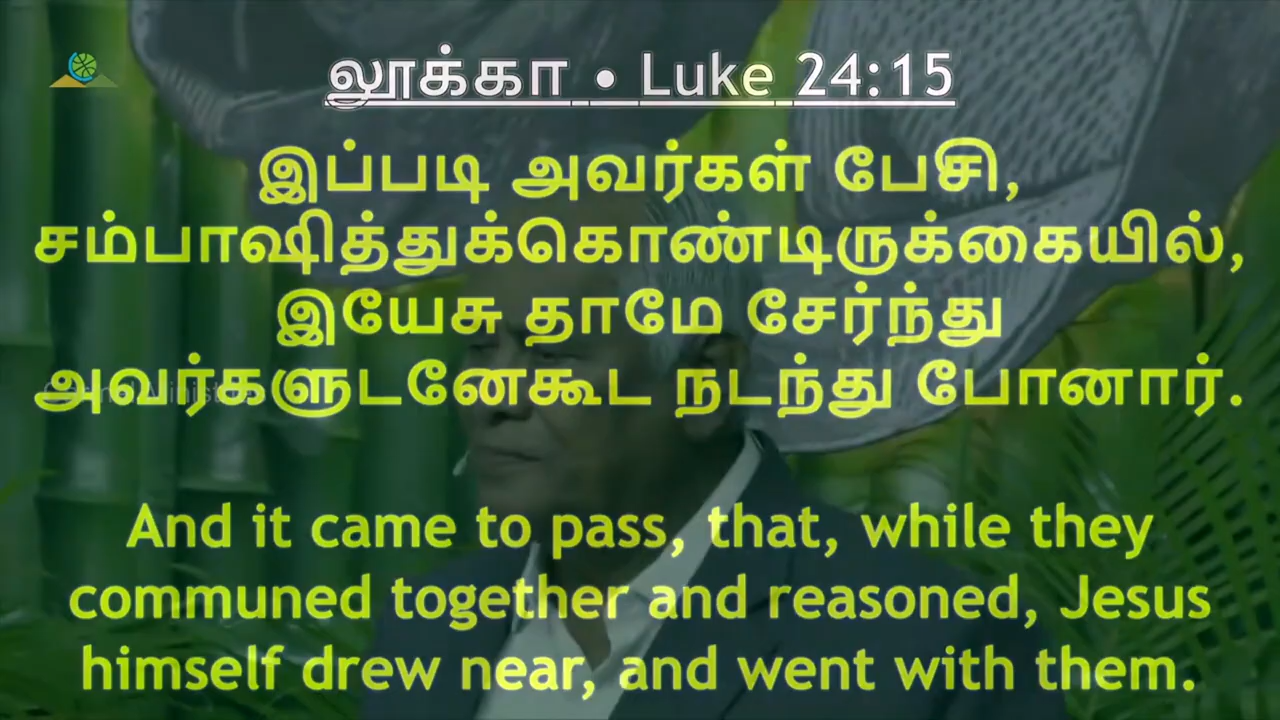 லூக்கா • Luke 24:15
இப்படி அவர்கள் பேசி,
சம்பாஷித்துக்கொண்டிருக்கையில்,
இயேசு தாமே சேர்ந்து
அவர்களுடனேகூட நடந்து போனார்.
And it came to pass, that, while they
communed together and reasoned, Jesus
himself drew near, and went with them.